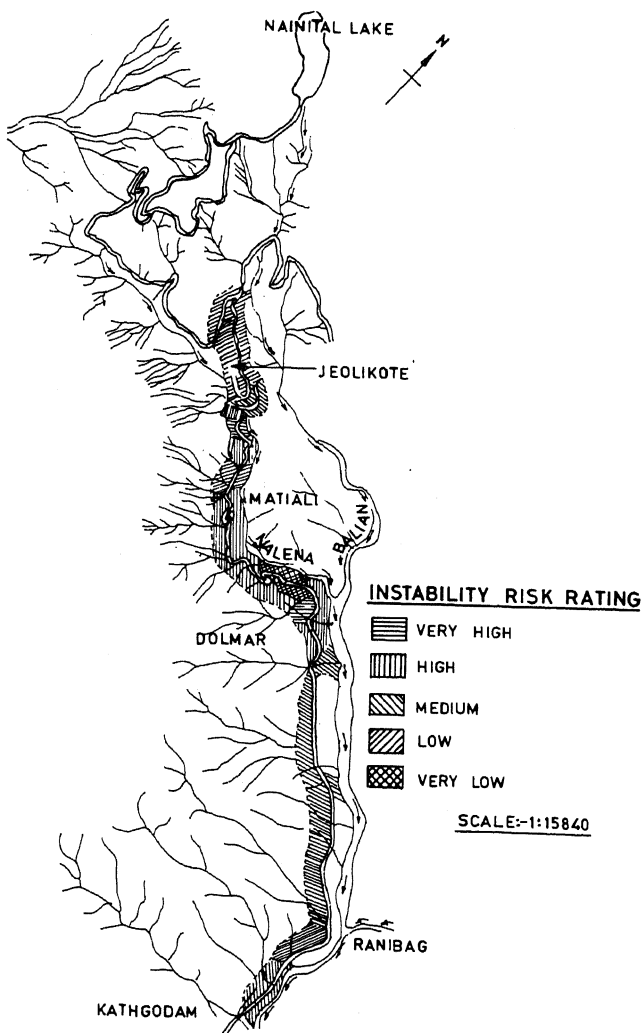 NAINITAL LAKE
N
JEOLIKOTE
MATIALI
NALENA
BALIAN
DOLMAR
INSTABILITY RISK RATING
VERY HIGH
HIGH
MEDIUM
LOW
VERY LOW
SCALE:-1:15840
RANIBAG
KATHGODAM